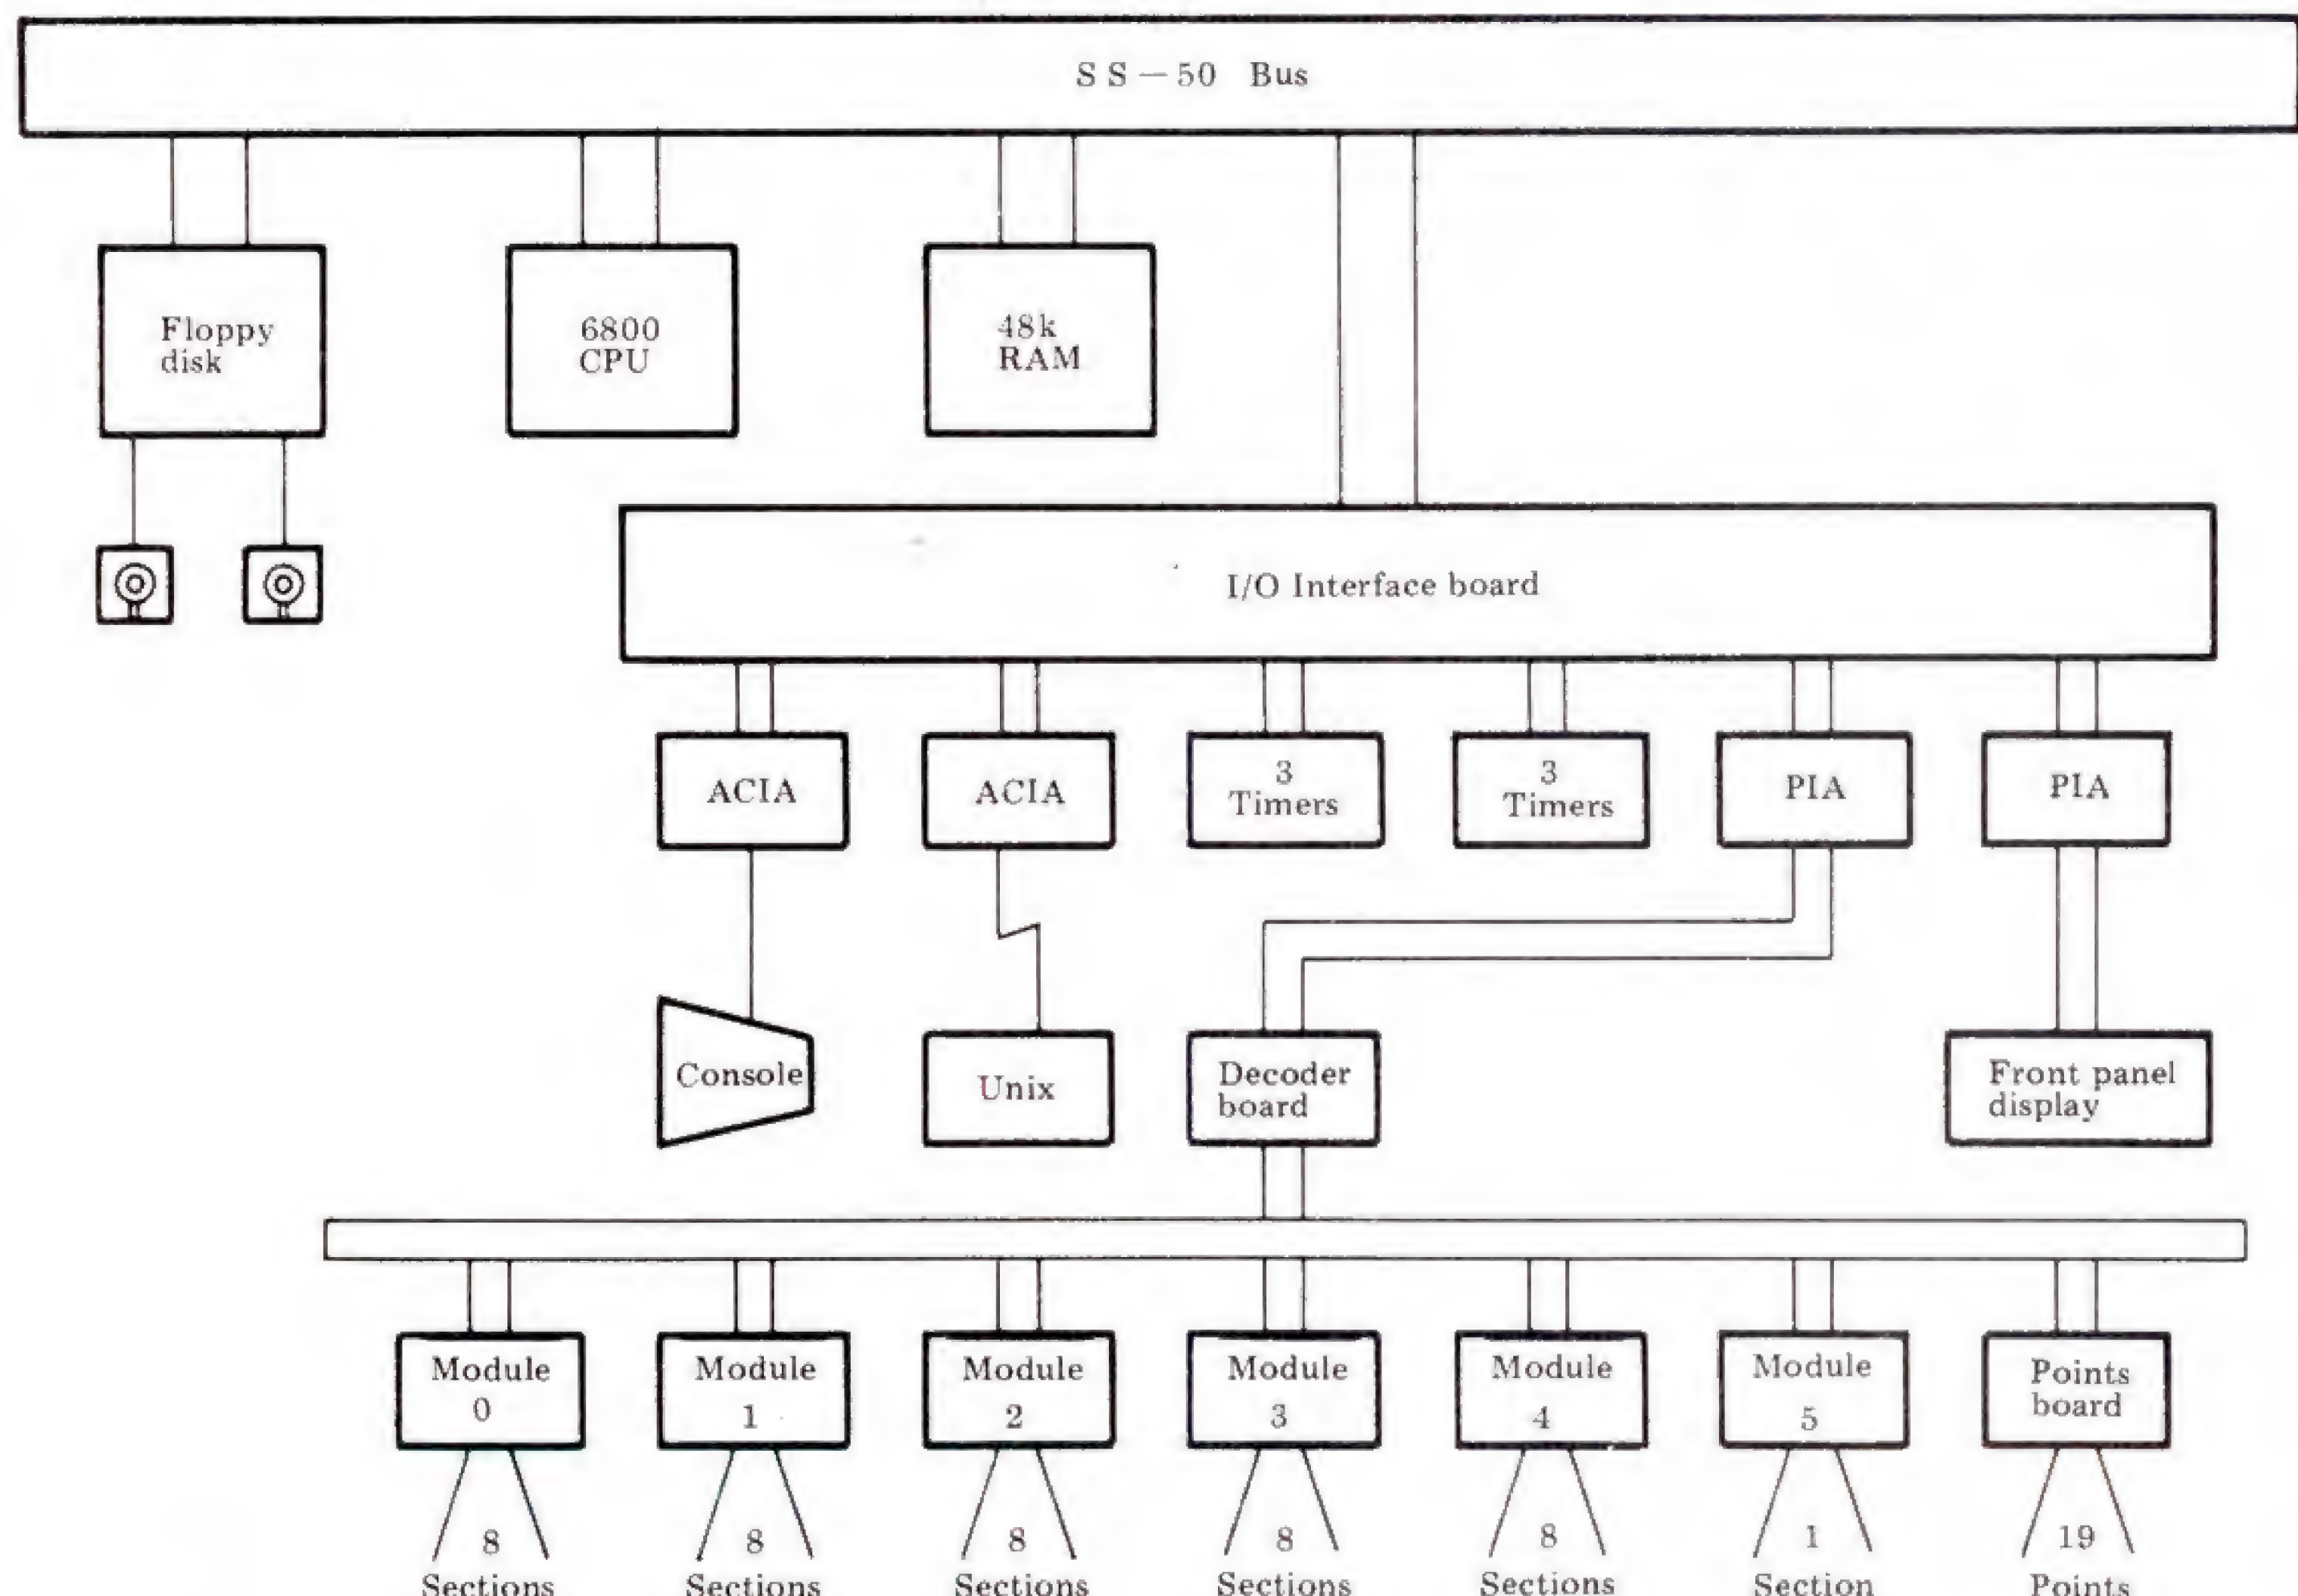 SS-50 Bus
Floppy
disk
6800
CPU
48k
RAM
I/O Interface board
ACIA
ACIA
3
Timers
3
Timers
PIA
PIA
Console
Unix
Decoder
board
Front panel
display
Module
0
Module
1
Module
2
Module
3
Module
4
Module
5
Points
board
8
Sections
8
Sections
8
Sections
8
Sections
8
Sections
1
Section
19
Points